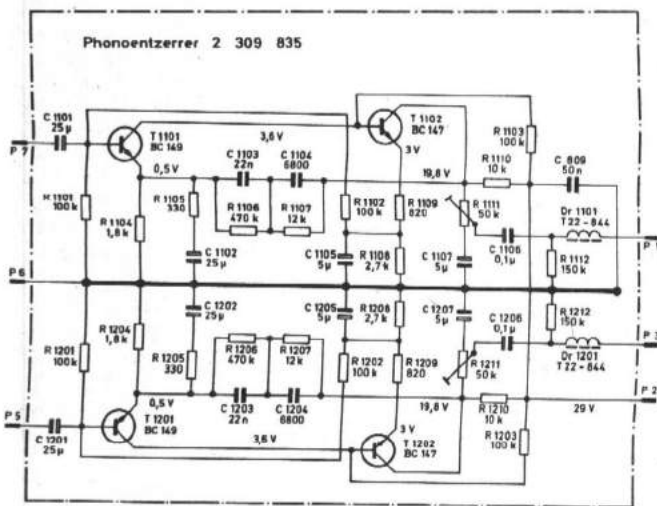 Phonoentzerrer 2 309 835
C 1101
25µ
P 7
T 1101
BC 149
3,6 V
T 1102
BC 147
3V
R 1103
100 k
0,5 V
C 1103
22n
C 1104
6800
19,8 V
R 1110
10 k
C 809
50 n
R 1101
100 k
R 1104
1,8 k
R 1105
330
R 1106
470 k
R 1107
12 k
R 1102
100 k
R 1109
820
R 1111
50 k
Dr 1101
T 22 - 844
C 1106
0,1µ
P 1
C 1102
25 µ
C 1105
5µ
R 1108
2,7 k
C 1107
5µ
R 1112
150 k
P 6
C 1202
25µ
C 1205
5µ
R 1208
2,7 k
C 1207
5µ
C 1206
0,1µ
R 1212
150 k
P 3
R 1201
100k
R 1204
1,8 k
R 1205
330
R 1206
470 k
R 1207
12 k
R 1202
100 k
R 1209
820
R 1211
50 k
Dr 1201
T 22 - 844
P 2
0,5 V
C 1203
22n
C 1204
6800
19,8 V
R 1210
10 k
29 V
P 5
C 1201
25µ
T 1201
BC 149
3,6 V
3 V
T 1202
BC 147
R 1203
100 k